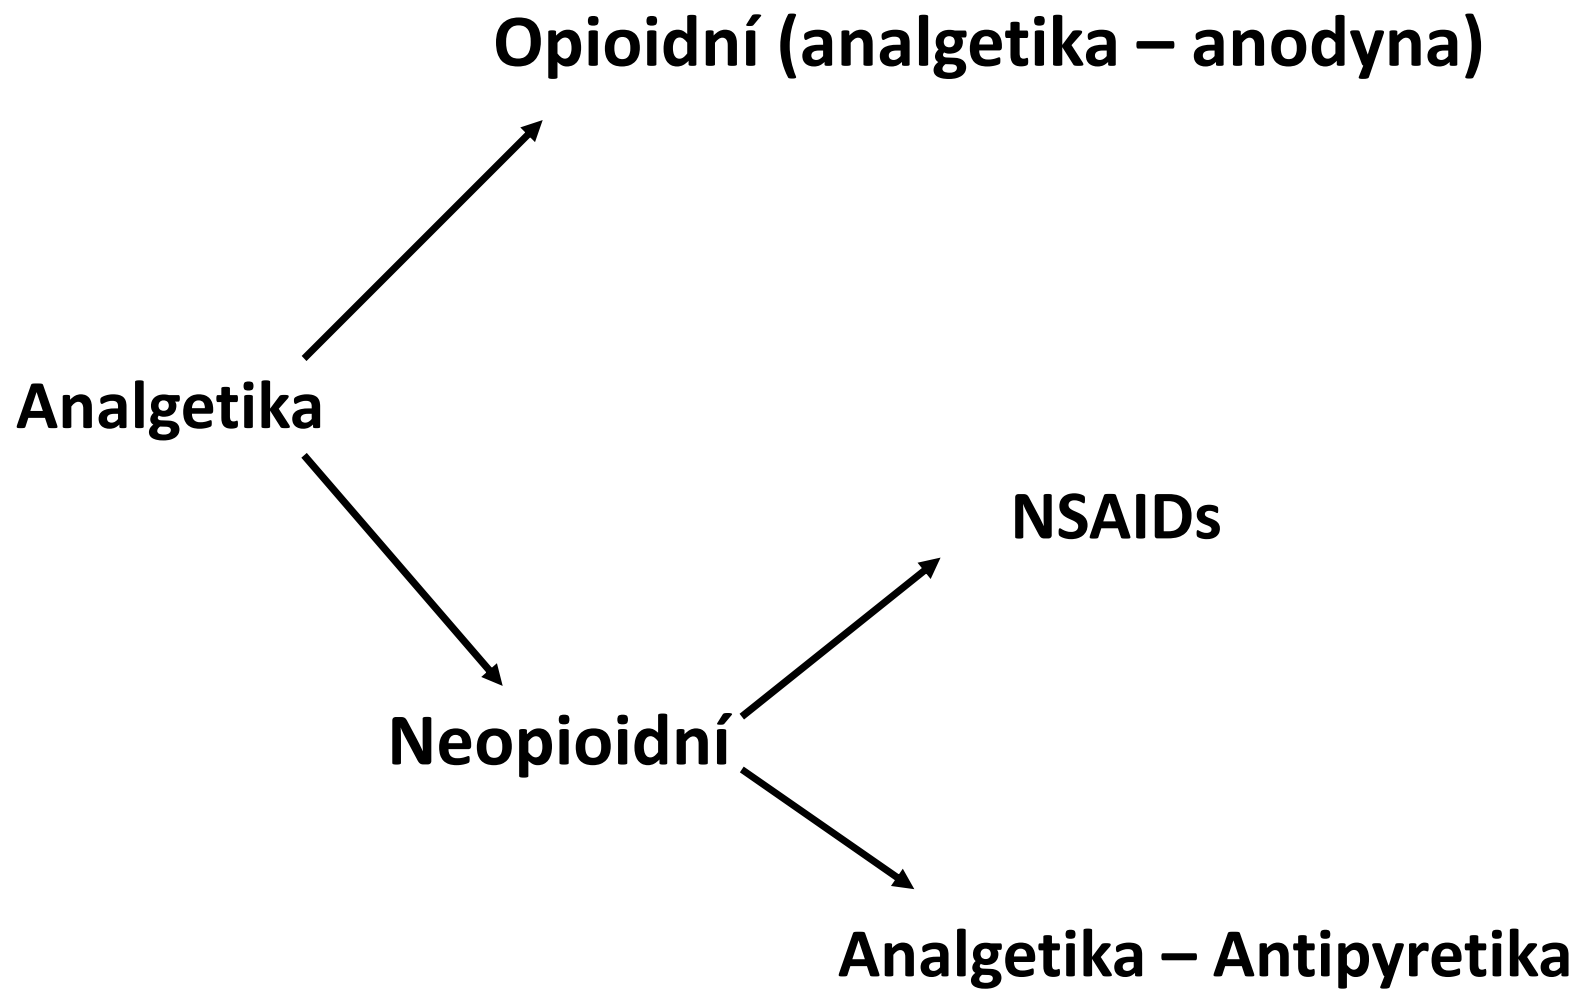 Opioidní (analgetika – anodyna)
Analgetika
NSAIDs
Neopioidní
Analgetika – Antipyretika